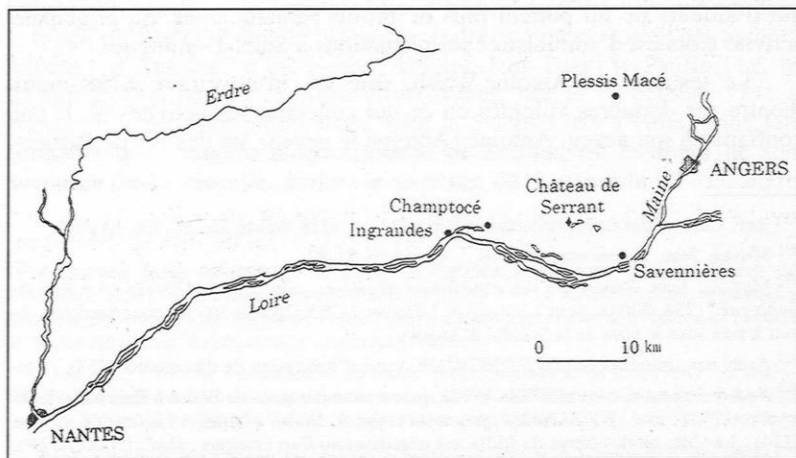 Plessis Macé
Erdre
ANGERS
Maine
Château de
Serrant
Champtocé
Ingrandes
Savennières
Loire
0 10 km
NANTES